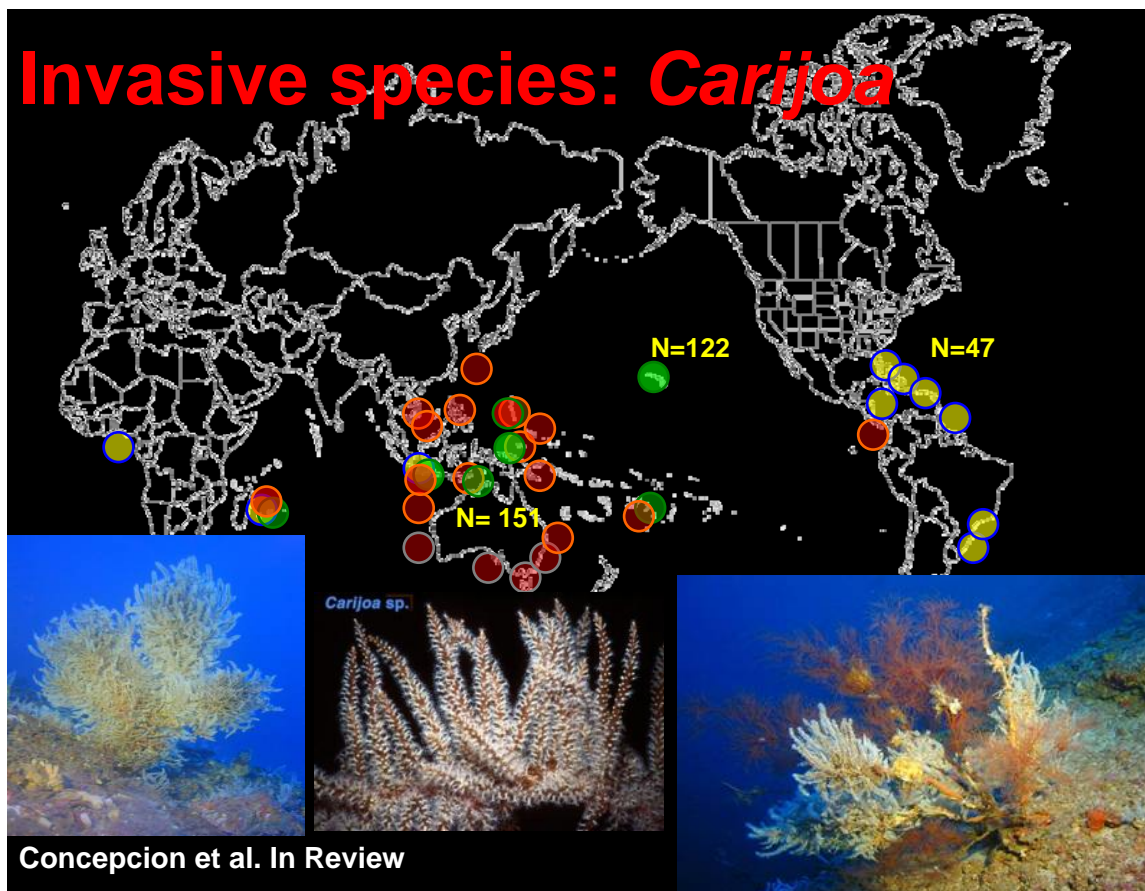 Invasive species: Carijoa
N=122
N=47
N= 151
Carijoa sp.
Concepcion et al. In Review